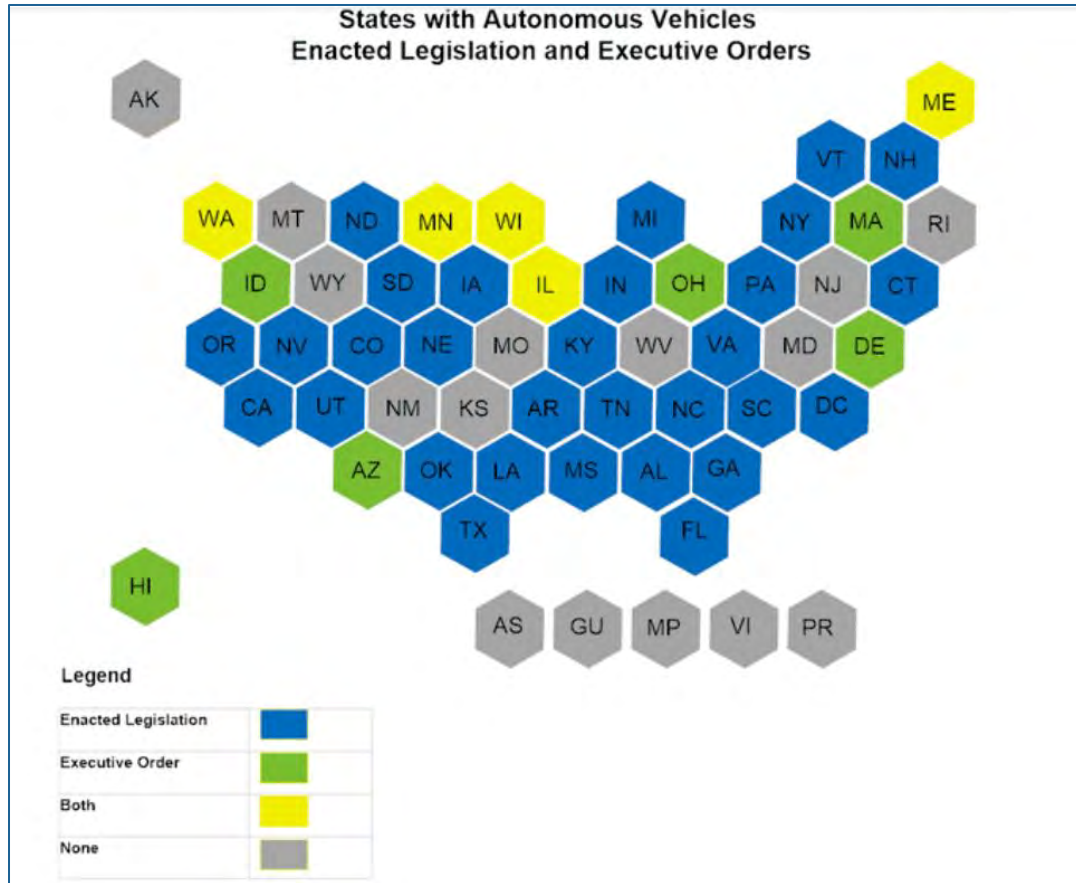 States with Autonomous Vehicles
Enacted Legislation and Executive Orders
AK
ME
VT NH
WA MT ND MN WI MI NY MA RI
ID WY SD IA IL IN OH PA NJ CT
OR NV CO NE MO KY WV VA MD DE
CA UT NM KS AR TN NC SC DC
AZ OK LA MS AL GA
TX FL
HI
AS GU MP VI PR
Legend
Enacted Legislation
Executive Order
Both
None